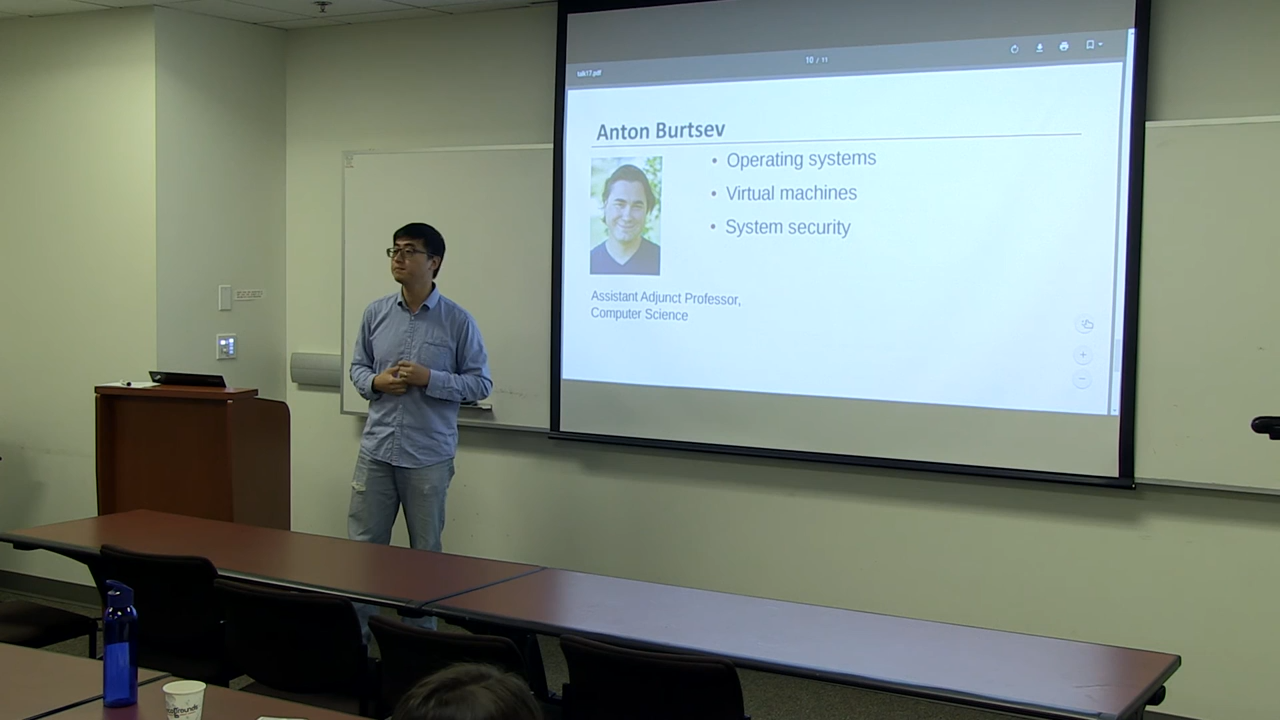 talk17.pdf
10 / 11
Anton Burtsev
• Operating systems
• Virtual machines
• System security
Assistant Adjunct Professor,
Computer Science